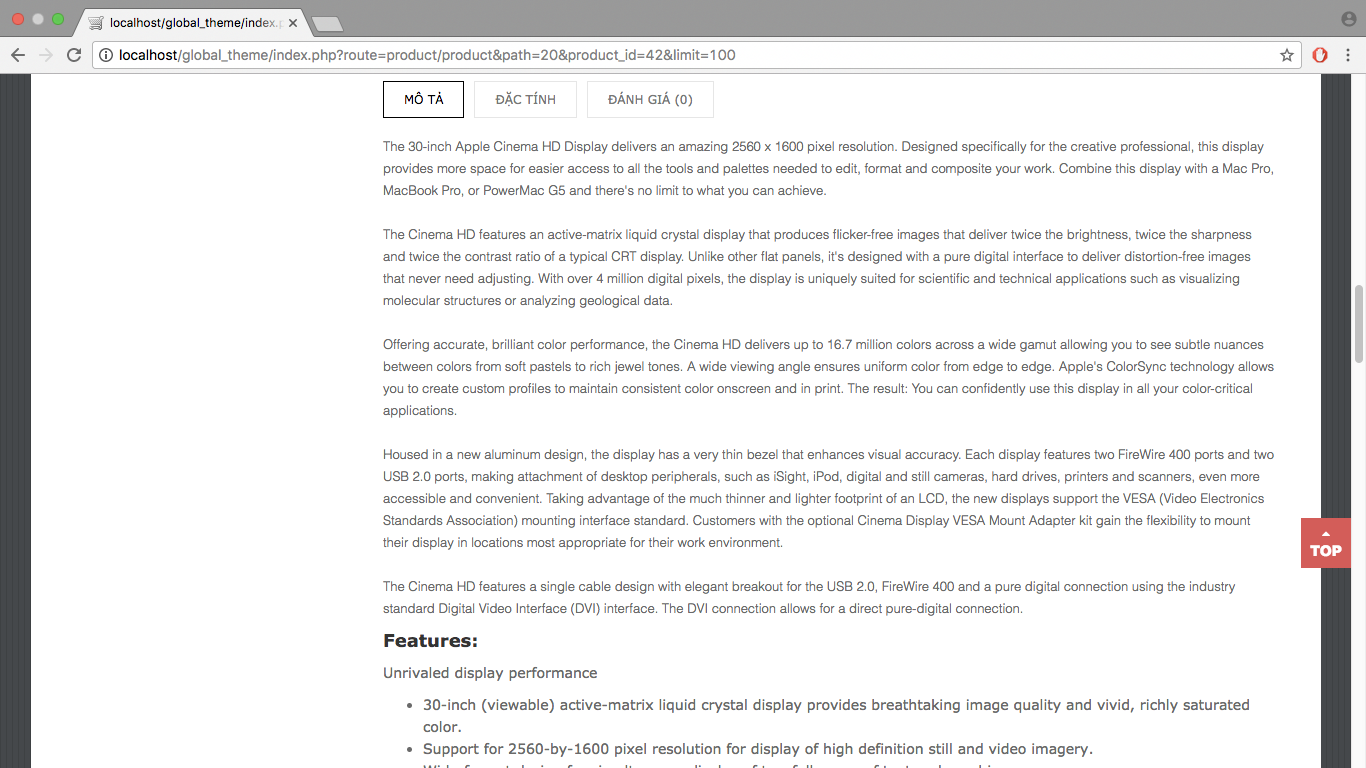 localhost/global_theme/index.p
localhost/global_theme/index.php?route=product/product&path=20&product_id=42&limit=100
MÔ TẢ
ĐẶC TÍNH
ĐÁNH GIÁ (0)
The 30-inch Apple Cinema HD Display delivers an amazing 2560 x 1600 pixel resolution. Designed specifically for the creative professional, this display
provides more space for easier access to all the tools and palettes needed to edit, format and composite your work. Combine this display with a Mac Pro,
MacBook Pro, or PowerMac G5 and there's no limit to what you can achieve.
The Cinema HD features an active-matrix liquid crystal display that produces flicker-free images that deliver twice the brightness, twice the sharpness
and twice the contrast ratio of a typical CRT display. Unlike other flat panels, it's designed with a pure digital interface to deliver distortion-free images
that never need adjusting. With over 4 million digital pixels, the display is uniquely suited for scientific and technical applications such as visualizing
molecular structures or analyzing geological data.
Offering accurate, brilliant color performance, the Cinema HD delivers up to 16.7 million colors across a wide gamut allowing you to see subtle nuances
between colors from soft pastels to rich jewel tones. A wide viewing angle ensures uniform color from edge to edge. Apple's ColorSync technology allows
you to create custom profiles to maintain consistent color onscreen and in print. The result: You can confidently use this display in all your color-critical
applications.
Housed in a new aluminum design, the display has a very thin bezel that enhances visual accuracy. Each display features two FireWire 400 ports and two
USB 2.0 ports, making attachment of desktop peripherals, such as iSight, iPod, digital and still cameras, hard drives, printers and scanners, even more
accessible and convenient. Taking advantage of the much thinner and lighter footprint of an LCD, the new displays support the VESA (Video Electronics
Standards Association) mounting interface standard. Customers with the optional Cinema Display VESA Mount Adapter kit gain the flexibility to mount
their display in locations most appropriate for their work environment.
TOP
The Cinema HD features a single cable design with elegant breakout for the USB 2.0, FireWire 400 and a pure digital connection using the industry
standard Digital Video Interface (DVI) interface. The DVI connection allows for a direct pure-digital connection.
Features:
Unrivaled display performance
• 30-inch (viewable) active-matrix liquid crystal display provides breathtaking image quality and vivid, richly saturated
color.
• Support for 2560-by-1600 pixel resolution for display of high definition still and video imagery.